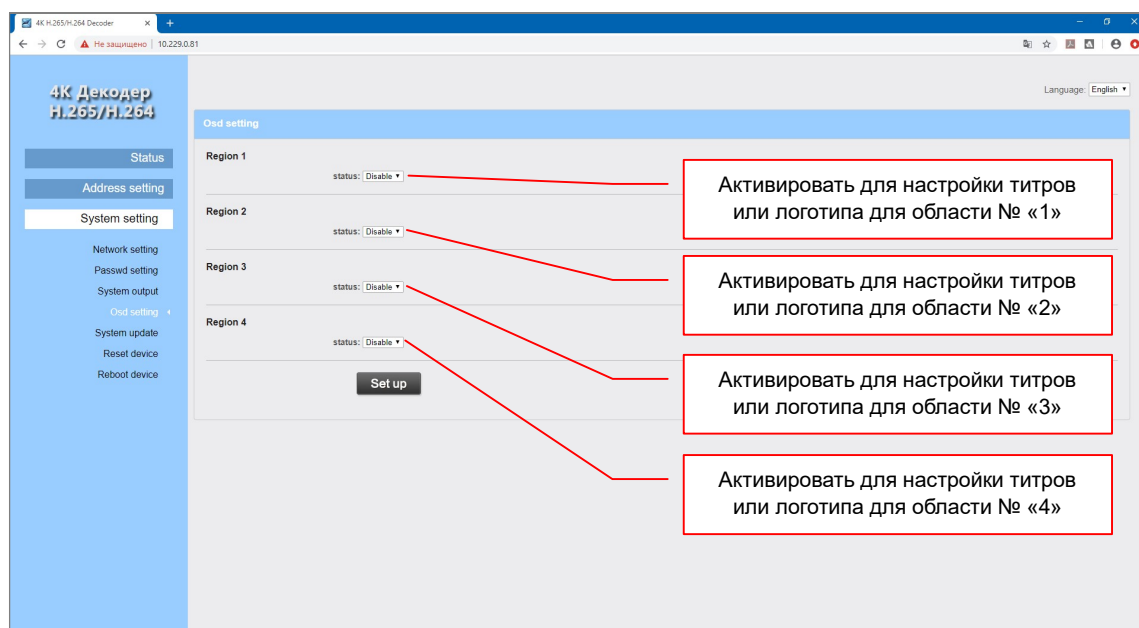 4K H.265/H.264 Decoder
Не защищено 10.229.0.81
4К Декодер
H.265/H.264
Language: English
Status
Address setting
System setting
Network setting
Passwd setting
System output
Osd setting
System update
Reset device
Reboot device
Osd setting
Region 1
status: Disable
Region 2
status: Disable
Region 3
status: Disable
Region 4
status: Disable
Set up
Активировать для настройки титров
или логотипа для области № «1»
Активировать для настройки титров
или логотипа для области № «2»
Активировать для настройки титров
или логотипа для области № «3»
Активировать для настройки титров
или логотипа для области № «4»